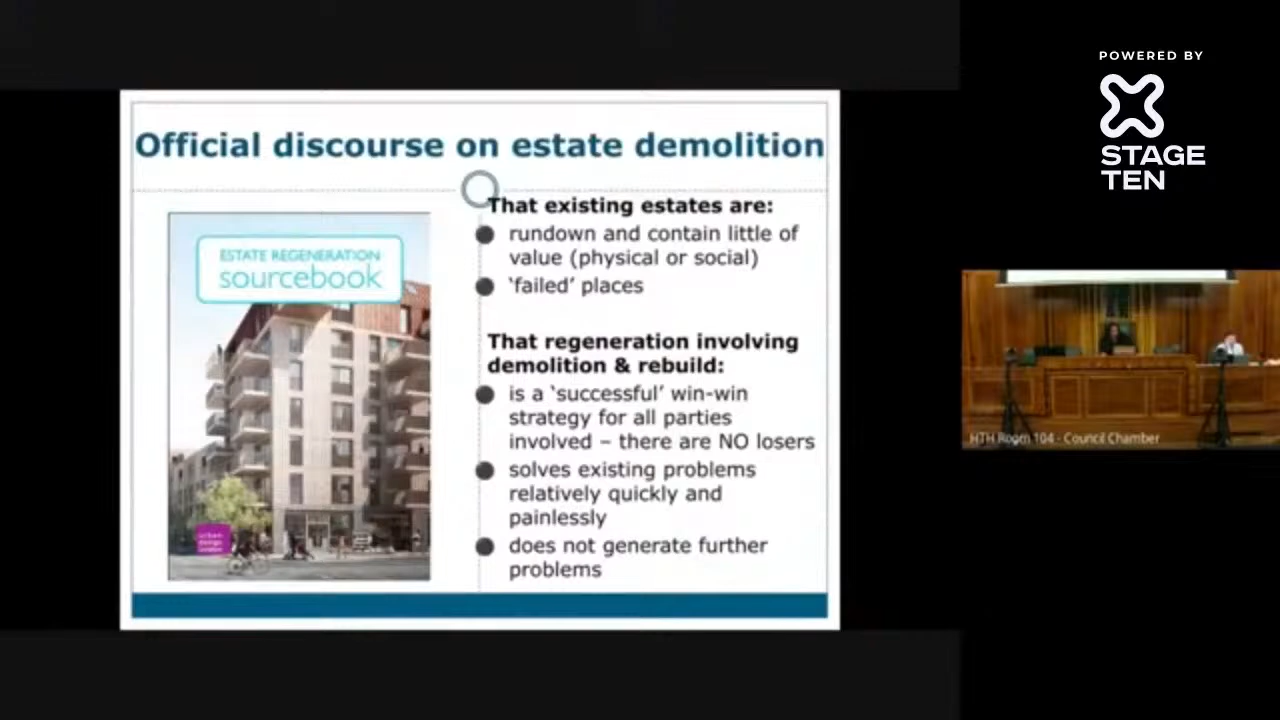 POWERED BY
STAGE
TEN
Official discourse on estate demolition
ESTATE REGENERATION
sourcebook
urban
design
london
That existing estates are:
● rundown and contain little of
value (physical or social)
● ‘failed’ places
That regeneration involving
demolition & rebuild:
● is a ‘successful’ win-win
strategy for all parties
involved – there are NO losers
● solves existing problems
relatively quickly and
painlessly
● does not generate further
problems
HTH Room 104 - Council Chamber